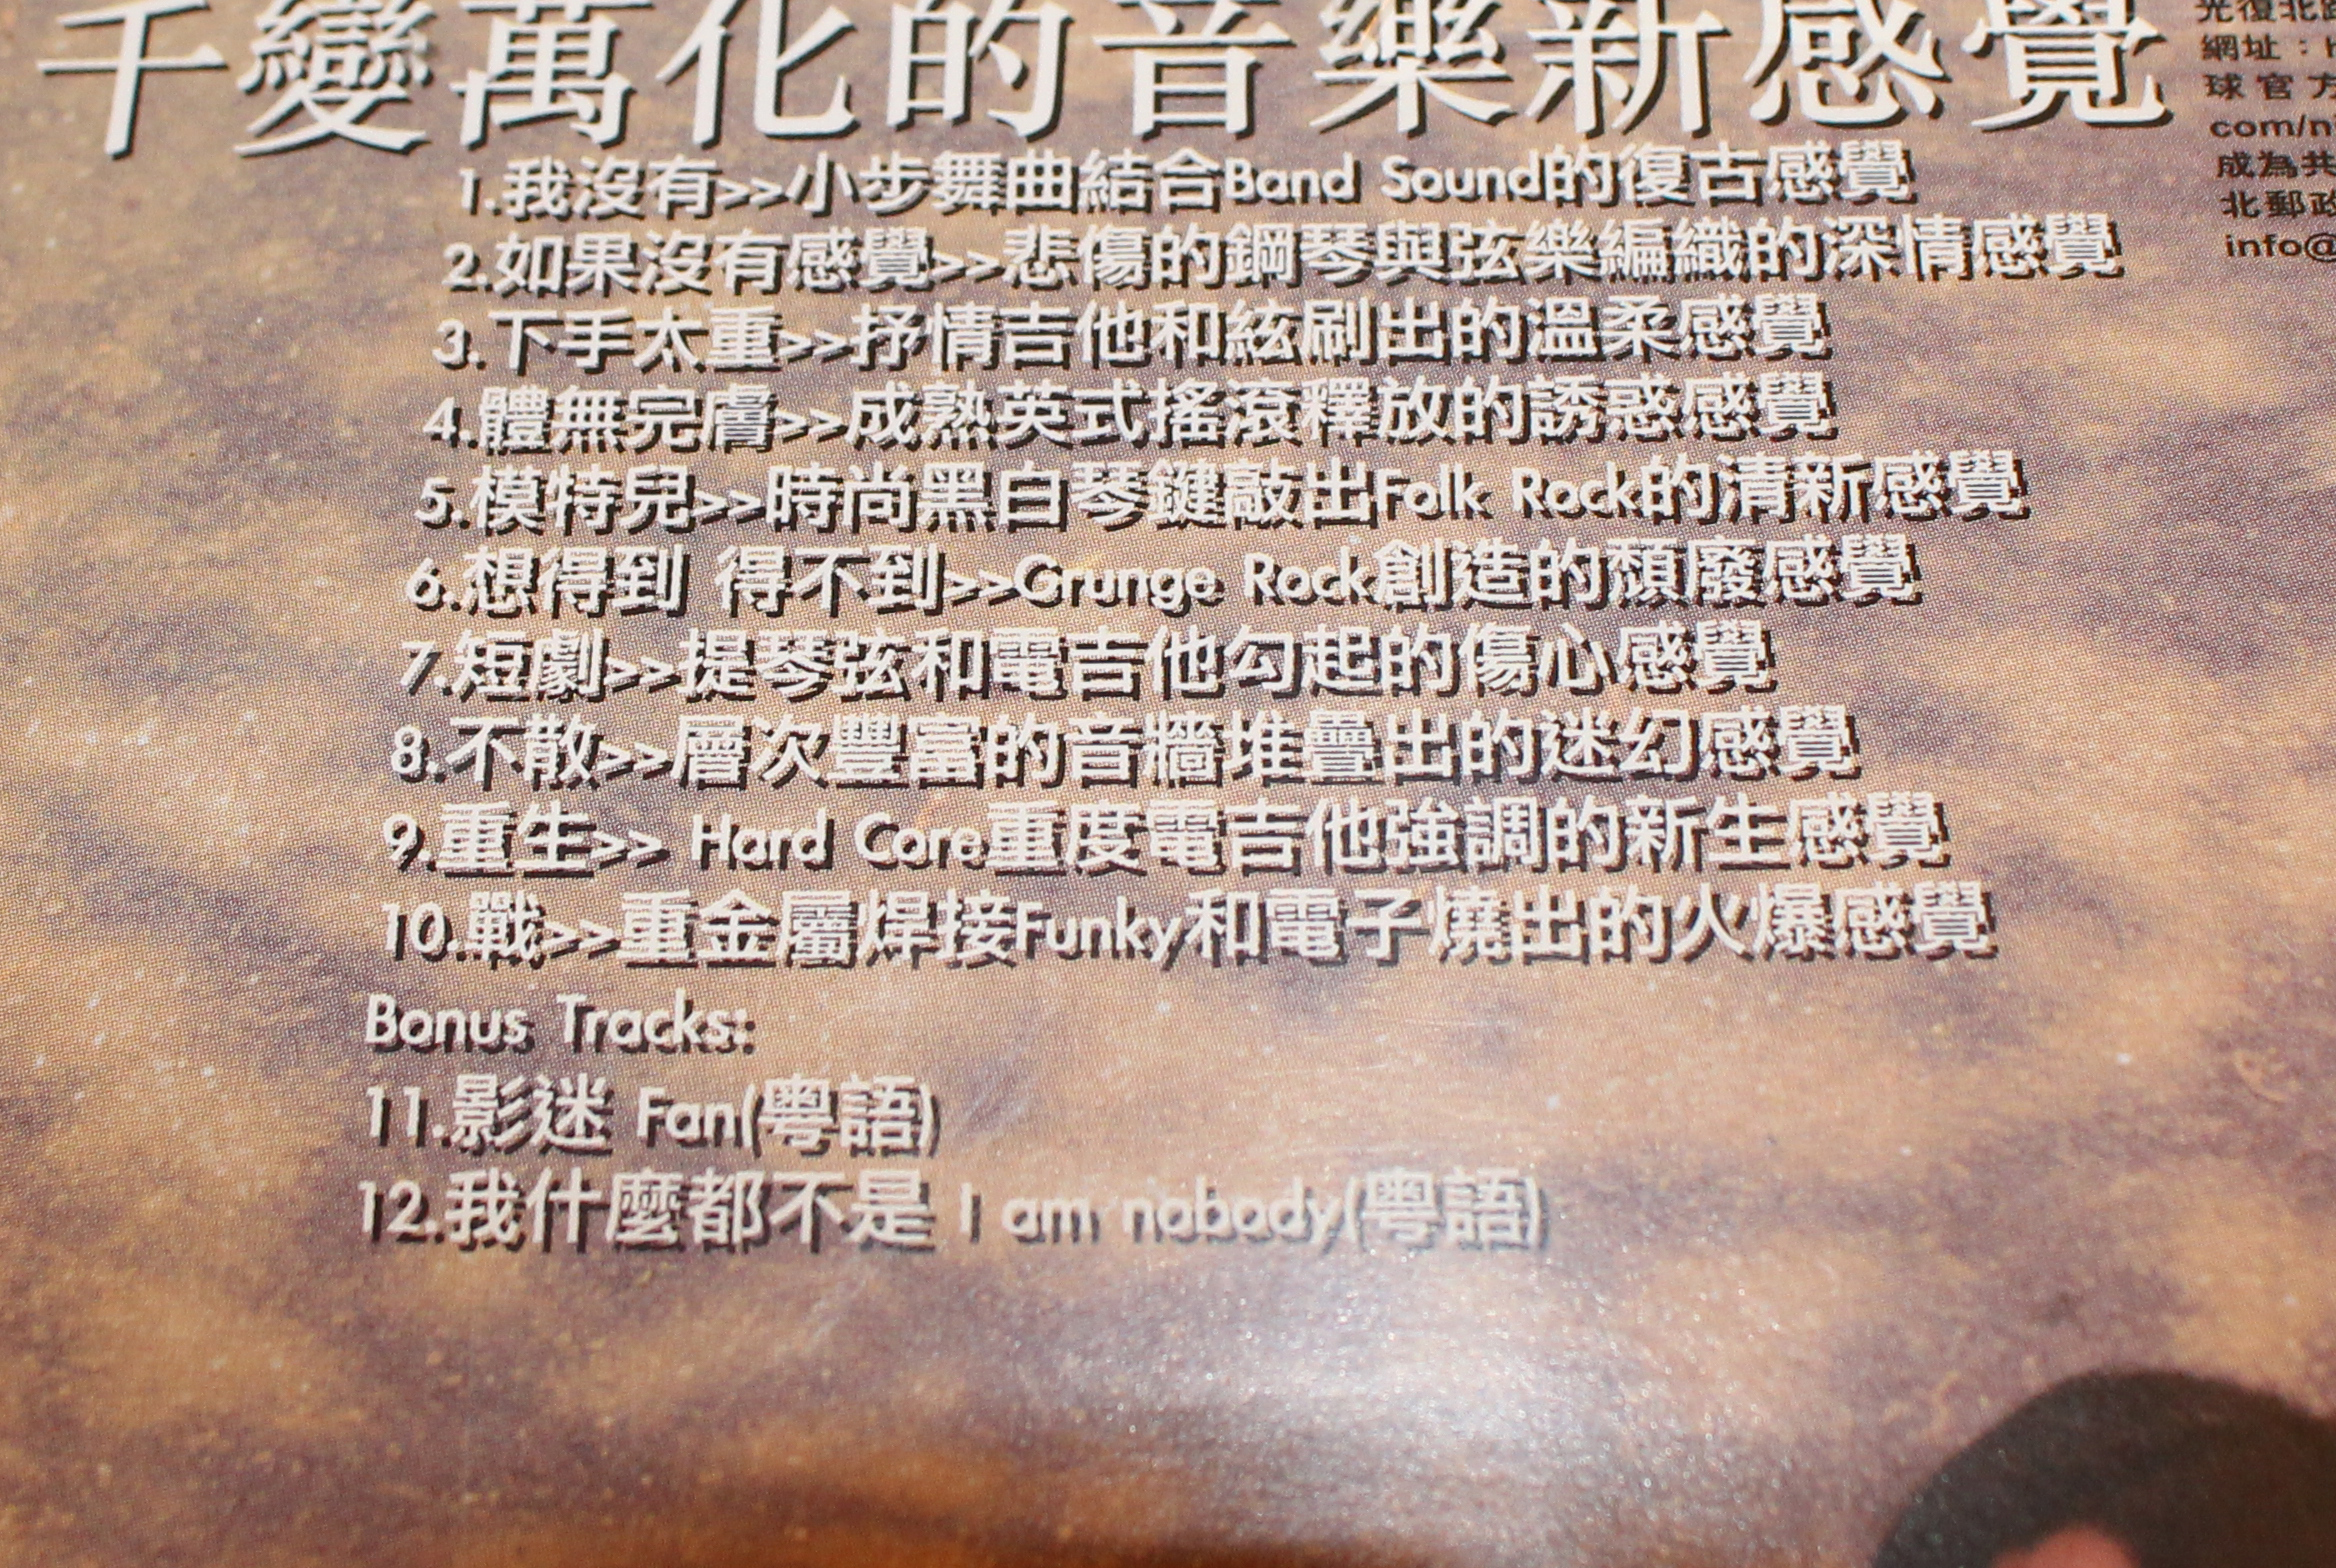 千變萬化的音樂新感覺
1.我沒有>>小步舞曲結合Band Sound的復古感覺
2.如果沒有感覺>>悲傷的鋼琴與弦樂編織的深情感覺
3.下手太重>>抒情吉他和絃刷出的溫柔感覺
4.體無完膚>>成熟英式搖滾釋放的誘惑感覺
5.模特兒>>時尚黑白琴鍵敲出Folk Rock的清新感覺
6.想得到 得不到>>Grunge Rock創造的頹廢感覺
7.短劇>>提琴弦和電吉他勾起的傷心感覺
8.不散>>層次豐富的音牆堆疊出的迷幻感覺
9.重生>> Hard Core重度電吉他強調的新生感覺
10.戰>>重金屬焊接Funky和電子燒出的火爆感覺
Bonus Tracks:
11.影迷 Fan(粵語)
12.我什麼都不是 I am nobody(粵語)
光復北
網址：
球官方
com/n
成為共
北郵政
info@